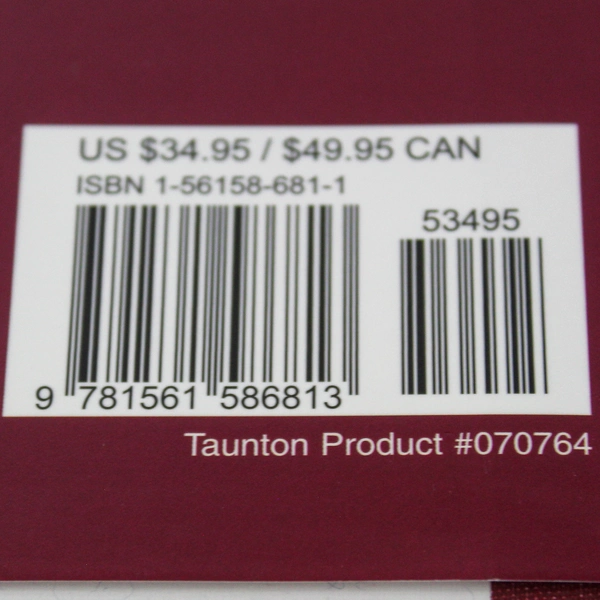 US $34.95 / $49.95 CAN
ISBN 1-56158-681-1
53495
9 781561 586813
Taunton Product #070764